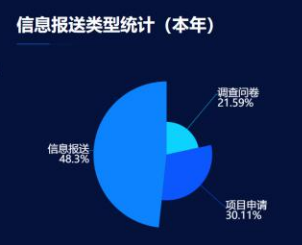 信息报送类型统计（本年）
调查问卷
21.59%
信息报送
48.3%
项目申请
30.11%